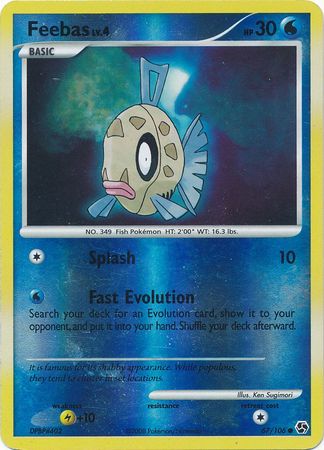 Feebas LV.4
HP 30
BASIC
NO. 349 Fish Pokémon HT: 2'00" WT: 16.3 lbs.
Splash 10
Fast Evolution
Search your deck for an Evolution card, show it to your
opponent, and put it into your hand. Shuffle your deck afterward.
It is famous for its shabby appearance. While populous,
they tend to cluster in set locations.
weakness resistance retreat cost
+10
Illus. Ken Sugimori
DPBP#402 ©2008 Pokémon 67/106